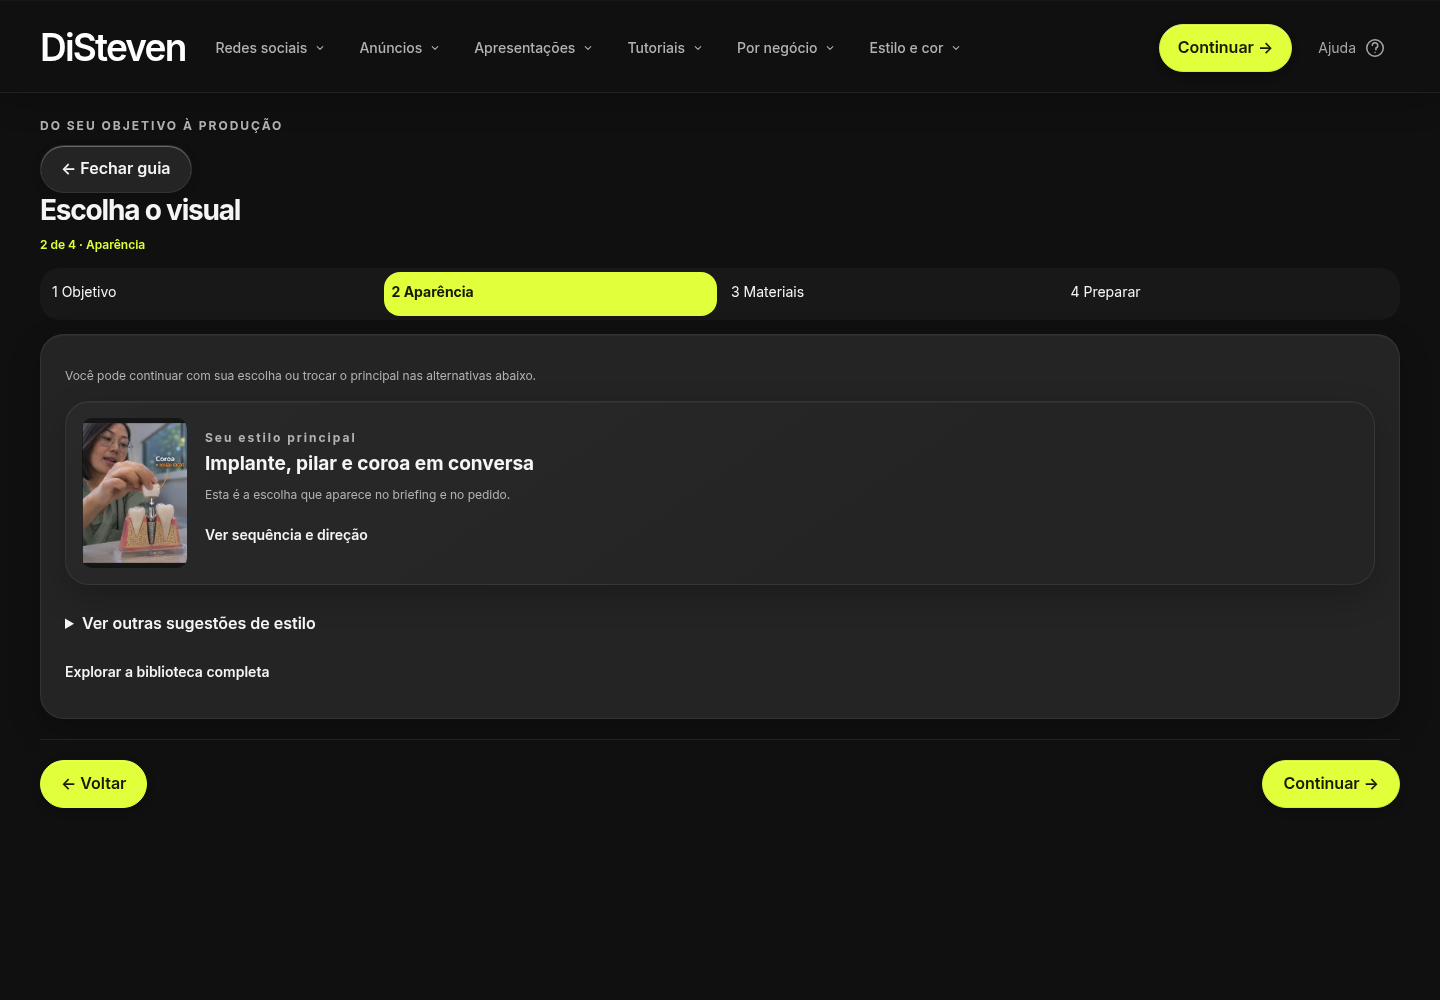 DiSteven
Redes sociais
Anúncios
Apresentações
Tutoriais
Por negócio
Estilo e cor
Continuar →
Ajuda
DO SEU OBJETIVO À PRODUÇÃO
← Fechar guia
Escolha o visual
2 de 4 · Aparência
1 Objetivo
2 Aparência
3 Materiais
4 Preparar
Você pode continuar com sua escolha ou trocar o principal nas alternativas abaixo.
Coroa
Seu estilo principal
Implante, pilar e coroa em conversa
Esta é a escolha que aparece no briefing e no pedido.
Ver sequência e direção
Ver outras sugestões de estilo
Explorar a biblioteca completa
← Voltar
Continuar →